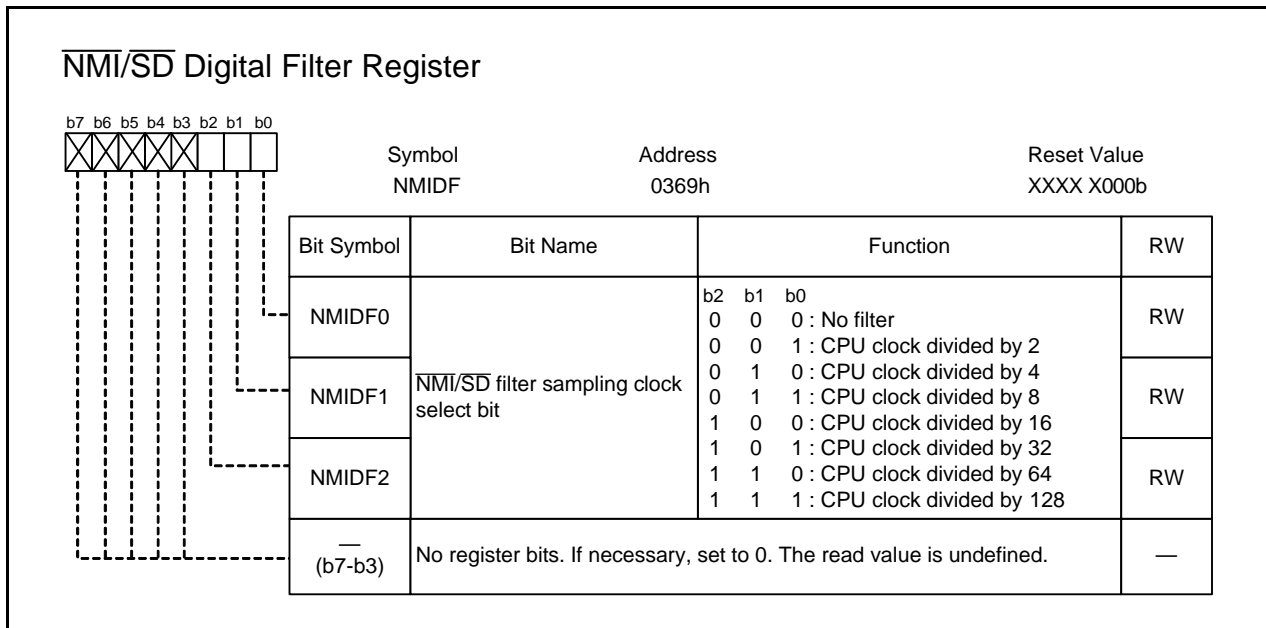 NMI/SD Digital Filter Register
b7 b6 b5 b4 b3 b2 b1 b0
Symbol Address Reset Value
NMIDF 0369h XXXX X000b
Bit Symbol Bit Name Function RW
NMIDF0 RW
NMIDF1 NMI/SD filter sampling clock select bit RW
NMIDF2 RW
b2 b1 b0
0 0 0 : No filter
0 0 1 : CPU clock divided by 2
0 1 0 : CPU clock divided by 4
0 1 1 : CPU clock divided by 8
1 0 0 : CPU clock divided by 16
1 0 1 : CPU clock divided by 32
1 1 0 : CPU clock divided by 64
1 1 1 : CPU clock divided by 128
— (b7-b3) No register bits. If necessary, set to 0. The read value is undefined. —